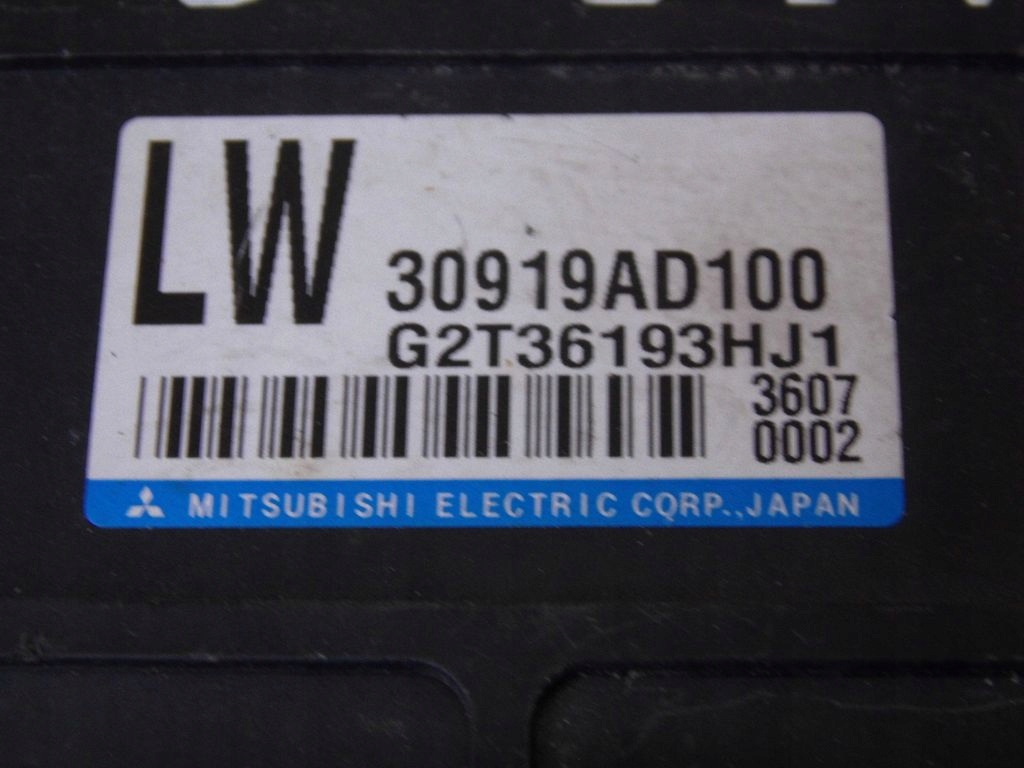 LW
30919AD100
G2T36193HJ1
3607
0002
MITSUBISHI ELECTRIC CORP.,JAPAN